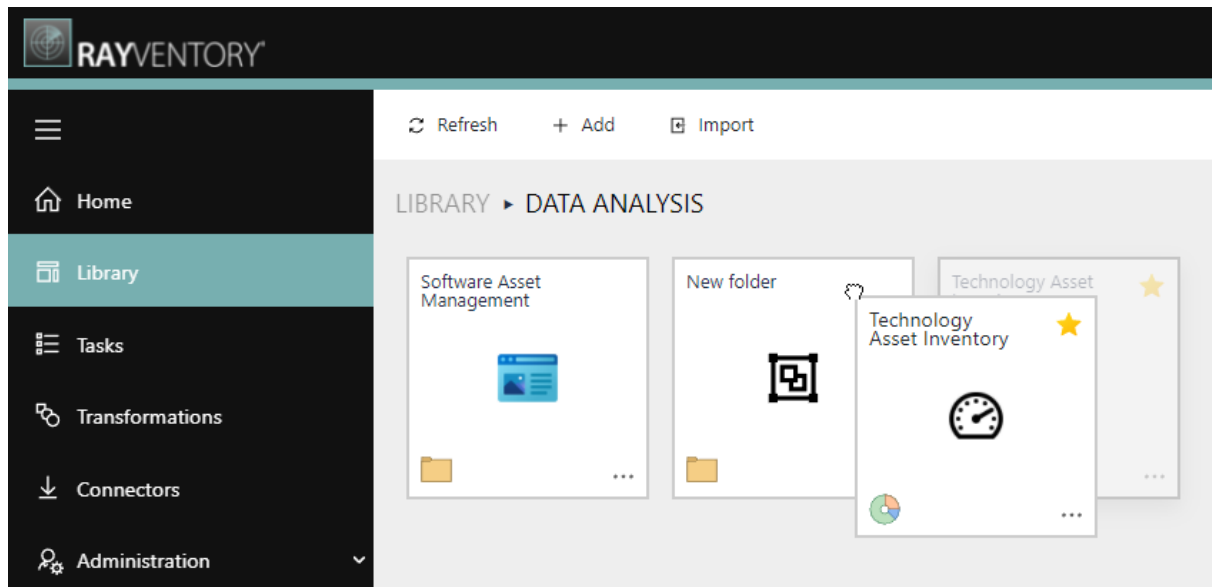 RAYVENTORY
Refresh
Add
Import
Home
LIBRARY ▸ DATA ANALYSIS
Library
Software Asset
Management
New folder
Technology Asset
Technology
Asset Inventory
Tasks
Transformations
Connectors
Administration